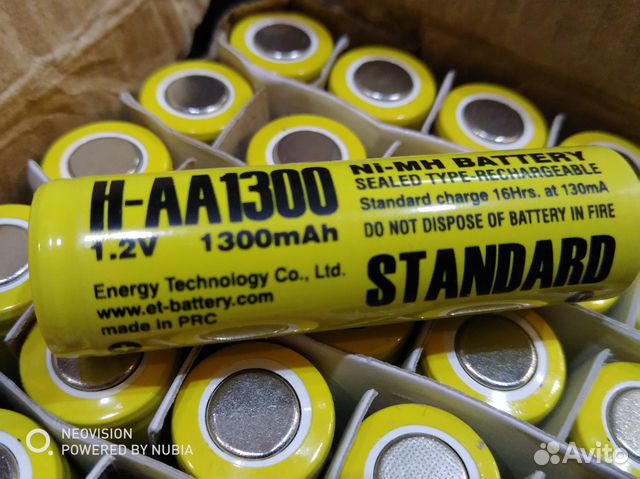 H-AA1300
1.2V 1300mAh
Energy Technology Co., Ltd.
www.et-battery.com
made in PRC
NI-MH BATTERY
SEALED TYPE-RECHARGEABLE
Standard charge 16Hrs. at 130mA
DO NOT DISPOSE OF BATTERY IN FIRE
STANDARD
NEOVISION
POWERED BY NUBIA
Avito